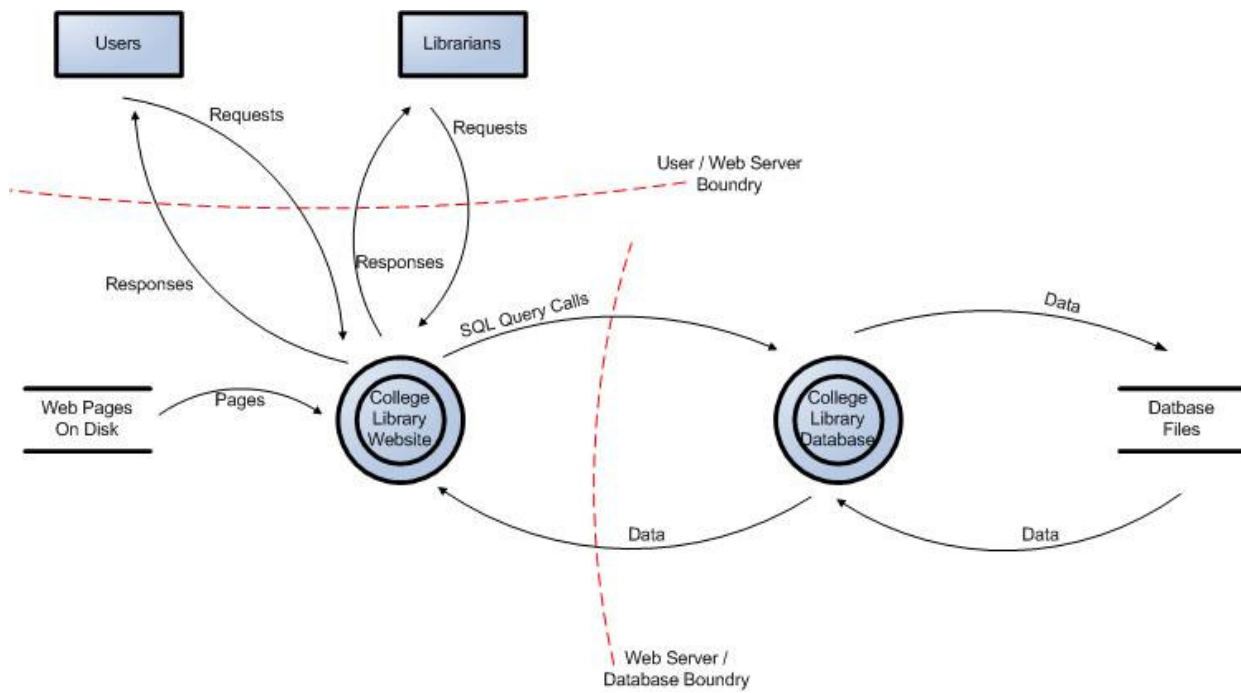 Users
Librarians
Requests
Requests
User / Web Server
Boundry
Responses
Responses
SQL Query Calls
Data
Web Pages
On Disk
Pages
College
Library
Website
College
Library
Database
Datbase
Files
Data
Data
Web Server /
Database Boundry